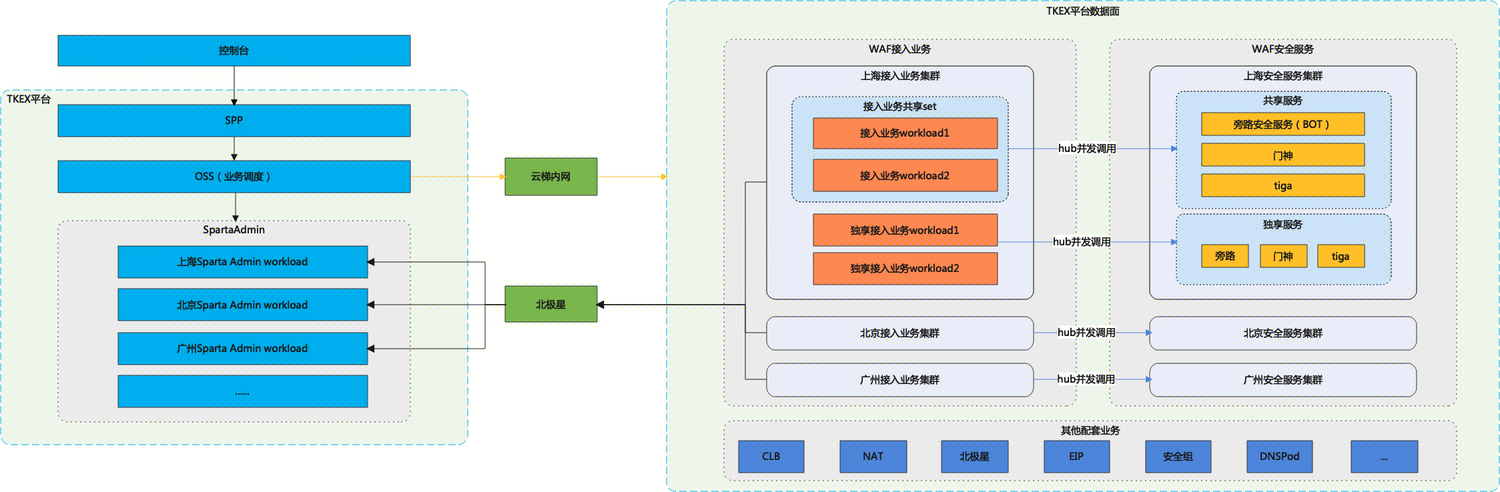 控制台
TKEX平台
SPP
OSS（业务调度）
SpartaAdmin
上海Sparta Admin workload
北京Sparta Admin workload
广州Sparta Admin workload
......
云梯内网
北极星
TKEX平台数据面
WAF接入业务
上海接入业务集群
接入业务共享set
接入业务workload1
接入业务workload2
独享接入业务workload1
独享接入业务workload2
北京接入业务集群
广州接入业务集群
hub并发调用
hub并发调用
hub并发调用
hub并发调用
WAF安全服务
上海安全服务集群
共享服务
旁路安全服务（BOT）
门神
tiga
独享服务
旁路
门神
tiga
北京安全服务集群
广州安全服务集群
其他配套业务
CLB
NAT
北极星
EIP
安全组
DNSPod
...